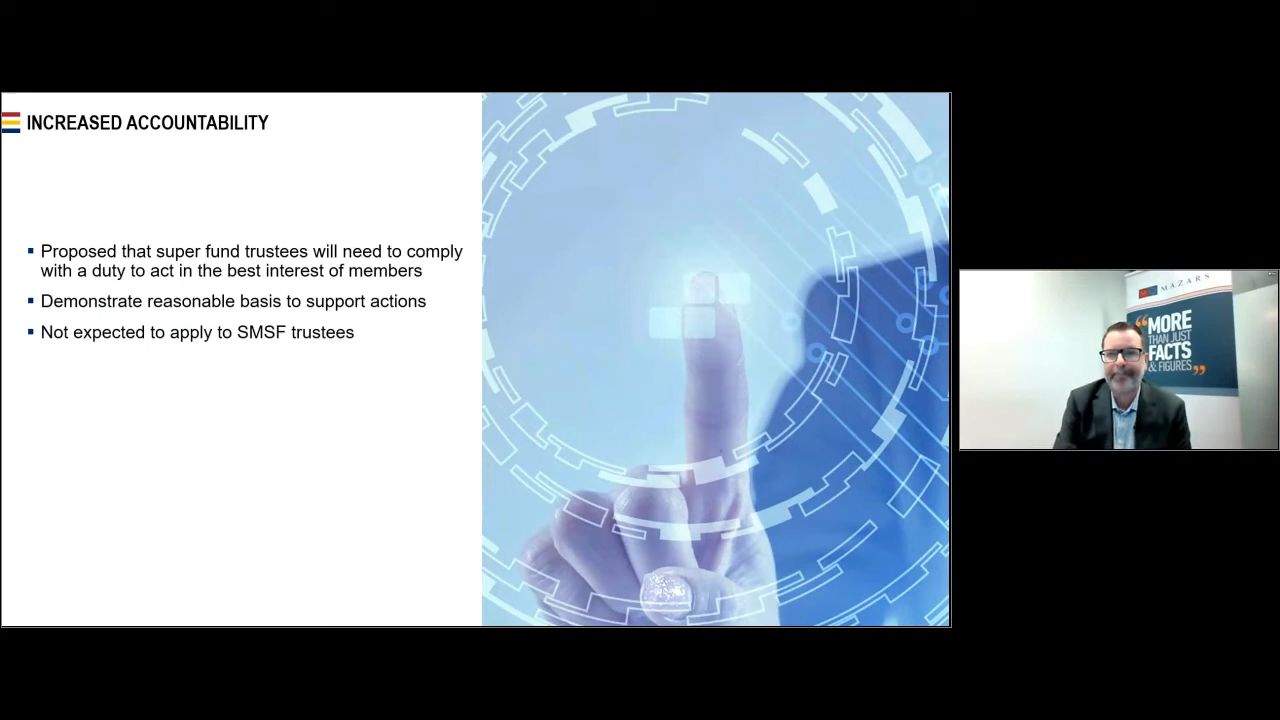 INCREASED ACCOUNTABILITY
▪ Proposed that super fund trustees will need to comply
with a duty to act in the best interest of members
▪ Demonstrate reasonable basis to support actions
▪ Not expected to apply to SMSF trustees
MAZARS
“MORE
THAN JUST
FACTS
& FIGURES”